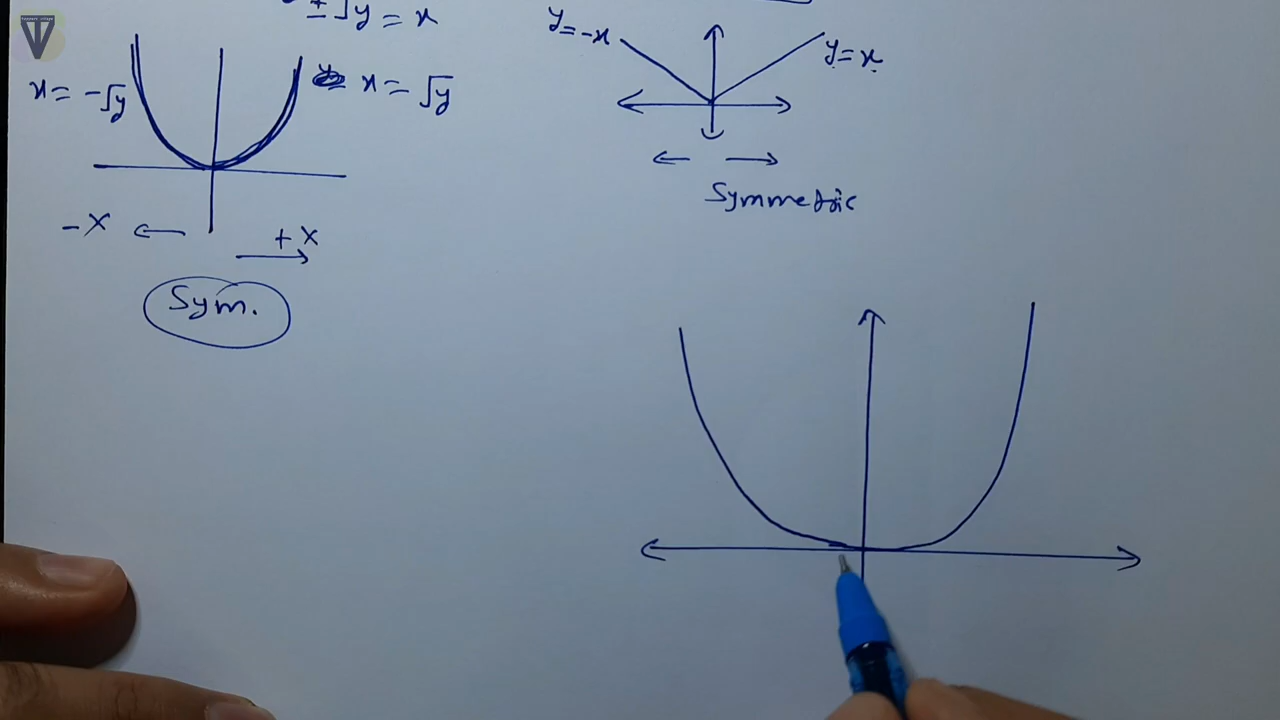 ± √y = x
x = -√y
x = √y
-X
+X
Sym.
y = -x
y = x
Symmetric